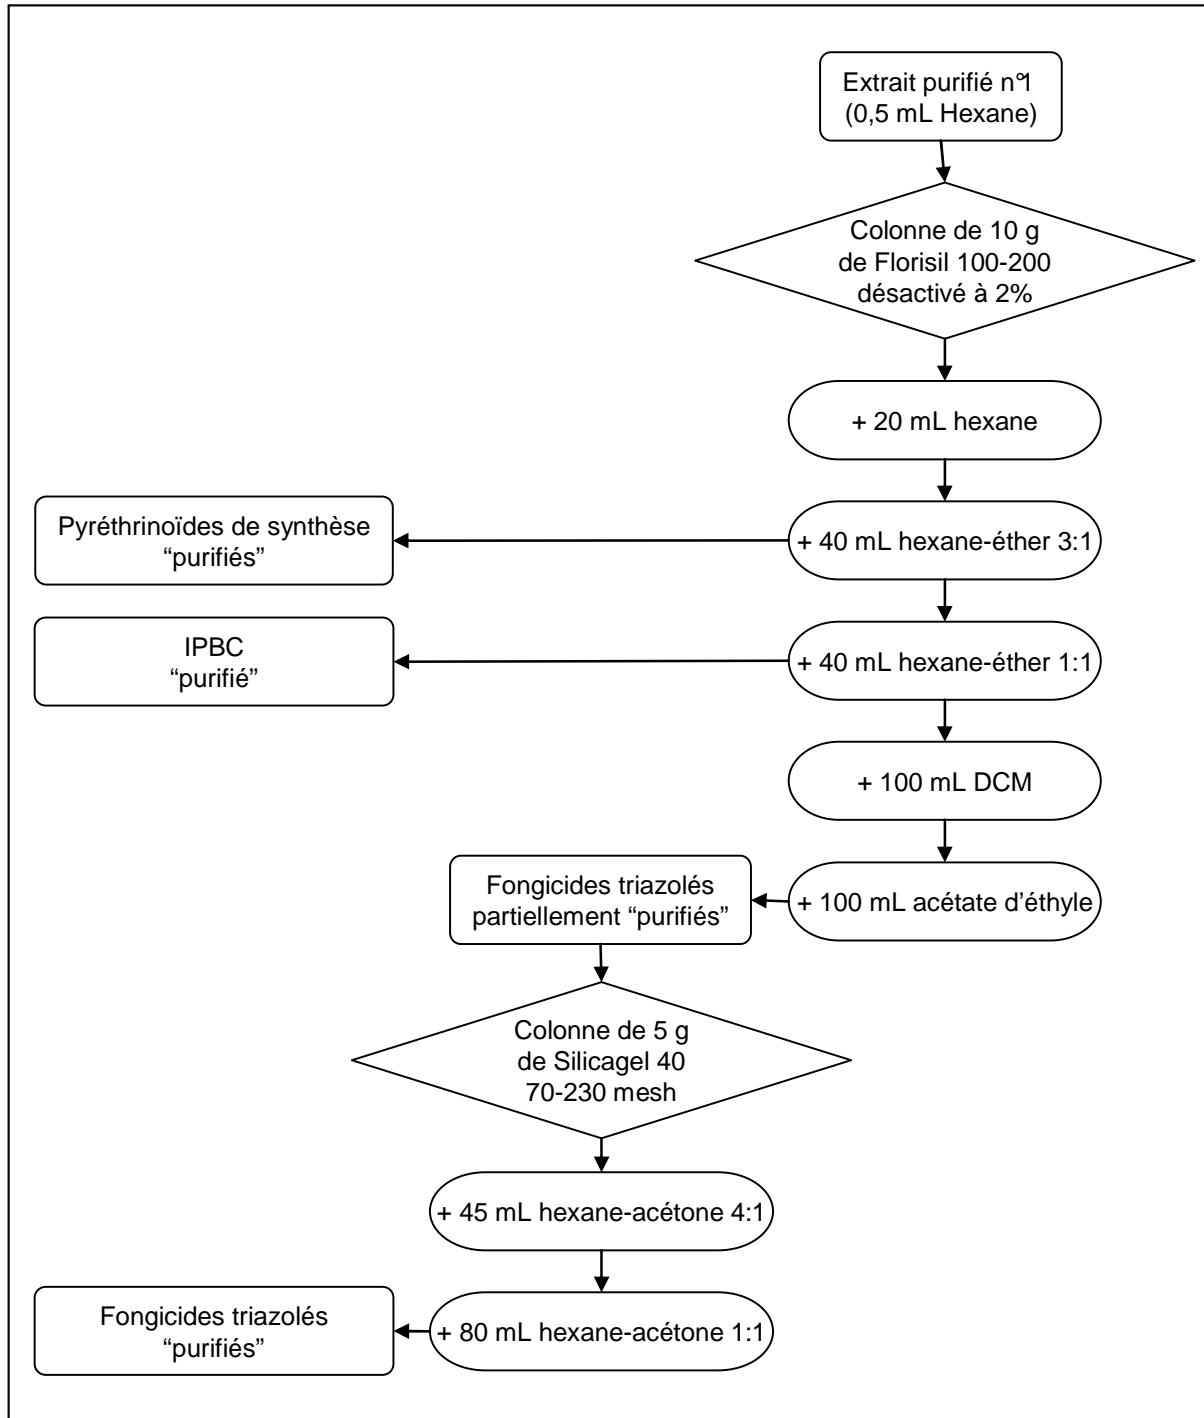 Extrait purifié n°1
(0,5 mL Hexane)
Colonne de 10 g
de Florisil 100-200
désactivé à 2%
+ 20 mL hexane
Pyréthrinoïdes de synthèse
“purifiés”
+ 40 mL hexane-éther 3:1
IPBC
“purifié”
+ 40 mL hexane-éther 1:1
+ 100 mL DCM
Fongicides triazolés
partiellement “purifiés”
+ 100 mL acétate d’éthyle
Colonne de 5 g
de Silicagel 40
70-230 mesh
+ 45 mL hexane-acétone 4:1
Fongicides triazolés
“purifiés”
+ 80 mL hexane-acétone 1:1